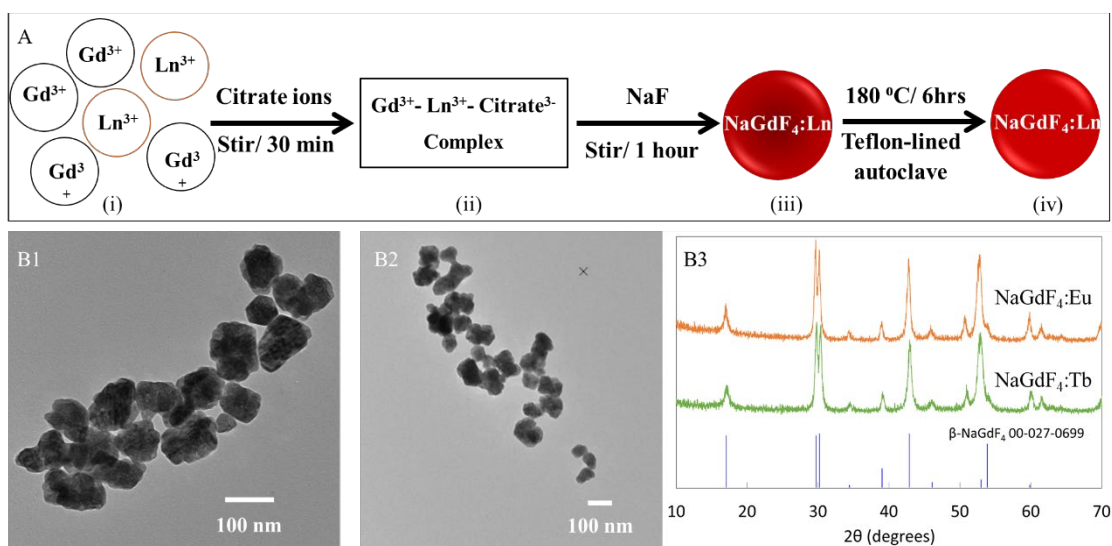 A
Gd³⁺
Ln³⁺
Gd³⁺
Ln³⁺
Gd³
+
Gd³
+
(i)
Citrate ions
Stir/ 30 min
Gd³⁺- Ln³⁺- Citrate³⁻
Complex
(ii)
NaF
Stir/ 1 hour
NaGdF₄:Ln
(iii)
180 ⁰C/ 6hrs
Teflon-lined
autoclave
NaGdF₄:Ln
(iv)
B1
100 nm
B2
100 nm
B3
NaGdF₄:Eu
NaGdF₄:Tb
β-NaGdF₄ 00-027-0699
10 20 30 40 50 60 70
2θ (degrees)